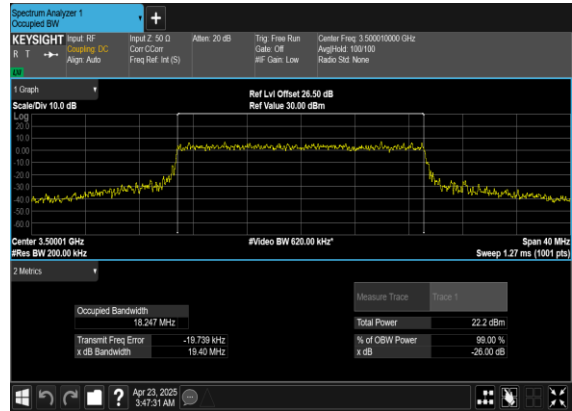 Spectrum Analyzer 1
Occupied BW
KEYSIGHT Input: RF Input Z: 50 Ω Atten: 20 dB Trig: Free Run Center Freq: 3.500010000 GHz
R T Coupling: DC Corr CCorr Gate: Off Avg|Hold: 100/100
Align: Auto Freq Ref: Int (S) #IF Gain: Low Radio Std: None
LW
1 Graph
Ref Lvl Offset 26.50 dB
Scale/Div 10.0 dB Ref Value 30.00 dBm
Log
20.0
10.0
0.00
-10.0
-20.0
-30.0
-40.0
-50.0
-60.0
Center 3.50001 GHz #Video BW 620.00 kHz* Span 40 MHz
#Res BW 200.00 kHz Sweep 1.27 ms (1001 pts)
2 Metrics
Measure Trace Trace 1
Occupied Bandwidth
18.247 MHz Total Power 22.2 dBm
Transmit Freq Error -19.739 kHz % of OBW Power 99.00 %
x dB Bandwidth 19.40 MHz x dB -26.00 dB
? Apr 23, 2025
3:47:31 AM